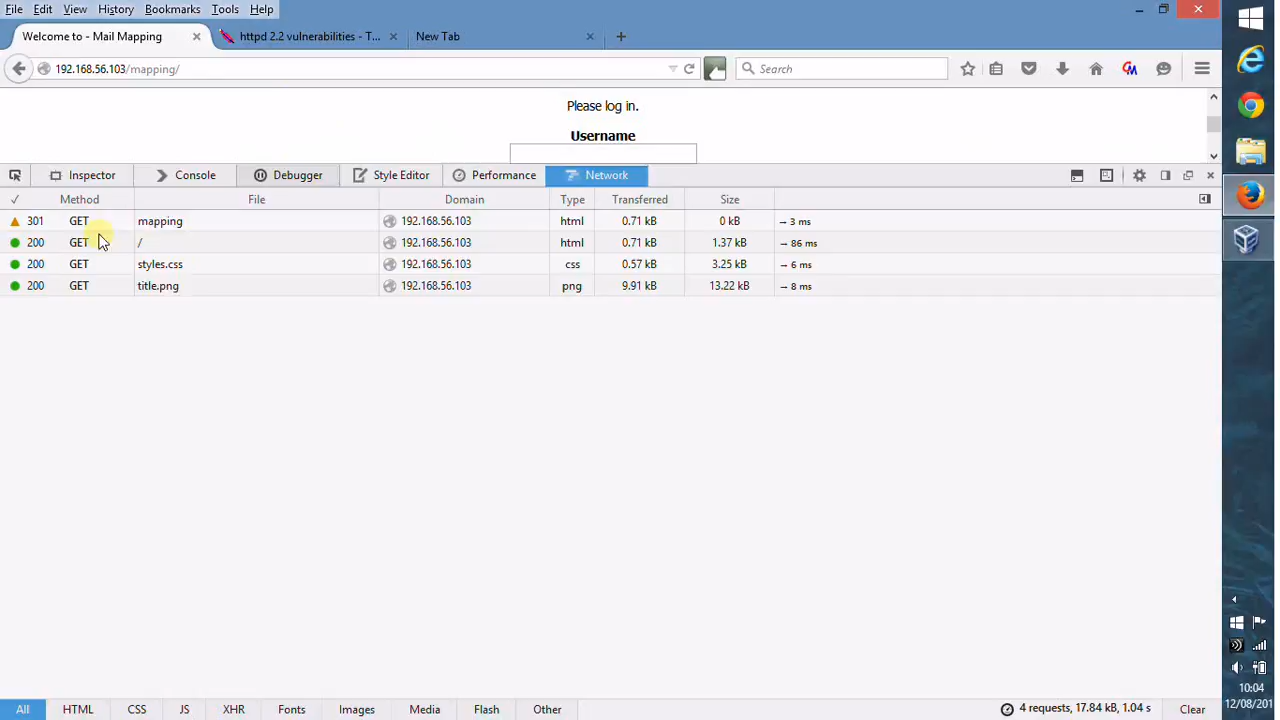 File Edit View History Bookmarks Tools Help
Welcome to - Mail Mapping
httpd 2.2 vulnerabilities - T...
New Tab
192.168.56.103/mapping/
Search
Please log in.
Username
Inspector Console Debugger Style Editor Performance Network
✓ Method File Domain Type Transferred Size
301 GET mapping 192.168.56.103 html 0.71 kB 0 kB → 3 ms
200 GET / 192.168.56.103 html 0.71 kB 1.37 kB → 86 ms
200 GET styles.css 192.168.56.103 css 0.57 kB 3.25 kB → 6 ms
200 GET title.png 192.168.56.103 png 9.91 kB 13.22 kB → 8 ms
All HTML CSS JS XHR Fonts Images Media Flash Other 4 requests, 17.84 kB, 1.04 s Clear
10:04
12/08/201